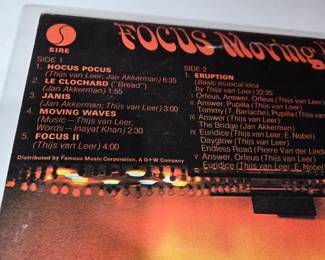 FOCUS Moving
SIRE
SIDE 1
1. HOCUS POCUS
(Thijs van Leer, Jan Akkerman) 6:35
2. LE CLOCHARD ("Bread")
(Jan Akkerman) 1:55
3. JANIS
(Jan Akkerman; Thijs van Leer) 3:00
4. MOVING WAVES
(Music – Thijs van Leer;
Words – Inayat Khan) 2:30
5. FOCUS II
(Thijs van Leer) 4:00
Distributed by Famous Music Corporation, A G+W Company
SIDE 2
1. ERUPTION
(Basic musical idea
by Thijs van Leer) 22:35
I Orfeus, Answer, Orfeus (Thijs van
II Answer, Pupilla (Thijs van Leer)
Tommy (T. Barlache), Pupilla (Thijs
III Answer (Thijs van Leer)
The Bridge (Jan Akkerman)
IV Euridice (Thijs van Leer, E. Nobel)
Dayglow (Thijs van Leer)
Endless Road (Pierre Van der Linde
V Answer, Orfeus (Thijs van Leer)
Euridice (Thijs van Leer, E. Nobel)